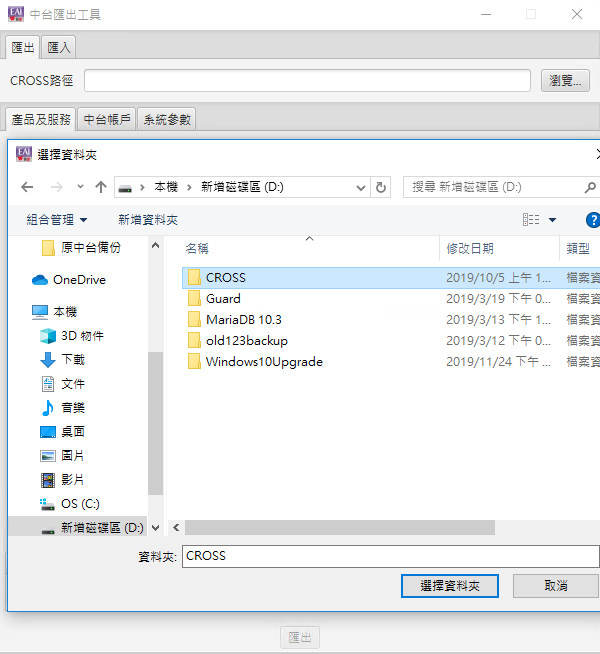 EAI 中台匯出工具
匯出 匯入
CROSS路徑 瀏覽...
產品及服務 中台帳戶 系統參數
EAI 選擇資料夾
本機 新增磁碟區 (D:) 搜尋 新增磁碟區 (D:)
組合管理 新增資料夾 ?
原中台備份 名稱 修改日期 類型
OneDrive CROSS 2019/10/5 上午 1... 檔案資
本機 Guard 2019/3/19 下午 0... 檔案資
3D 物件 MariaDB 10.3 2019/3/13 下午 1... 檔案資
下載 old123backup 2019/3/12 下午 0... 檔案資
文件 Windows10Upgrade 2019/11/24 下午 ... 檔案資
音樂
桌面
圖片
影片
OS (C:)
新增磁碟區 (D:)
資料夾: CROSS
選擇資料夾 取消
匯出